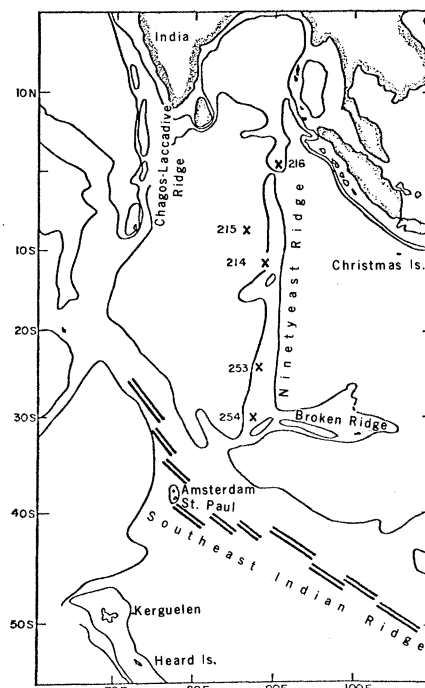 India
10N
Chagos-Laccadive
Ridge
216
215
214
10S
Christmas Is.
Ninetyeast Ridge
20S
253
254
Broken Ridge
30S
Amsterdam
St. Paul
40S
Southeast Indian Ridge
Kerguelen
50S
Heard Is.